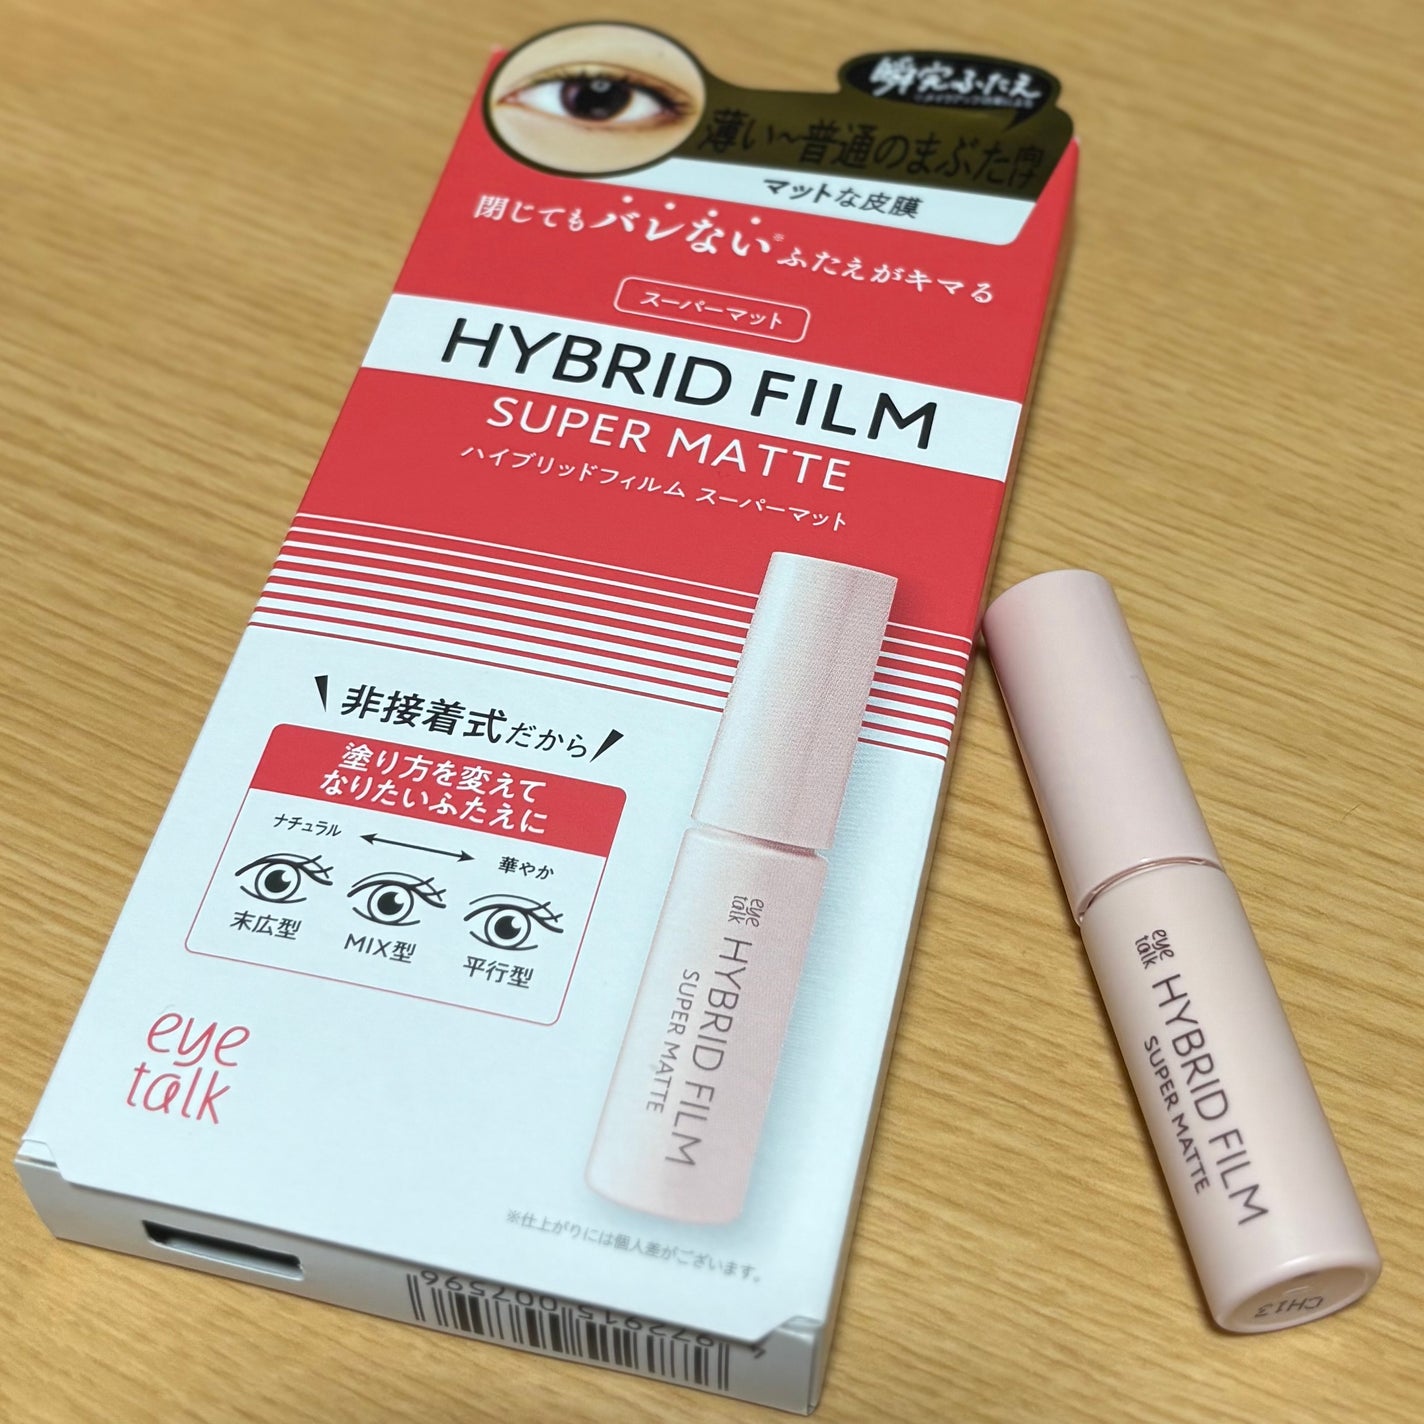 瞬完ふたえ
薄い～普通のまぶた向け
マットな皮膜
閉じてもバレない※ふたえがキマる
スーパーマット
HYBRID FILM
SUPER MATTE
ハイブリッドフィルム スーパーマット
非接着式だから
塗り方を変えて
なりたいふたえに
ナチュラル
華やか
末広型
MIX型
平行型
eye
talk
eye
talk
HYBRID FILM
SUPER MATTE
※仕上がりには個人差がございます。
4 972915 007596
eye
talk
HYBRID FILM
SUPER MATTE
CH13